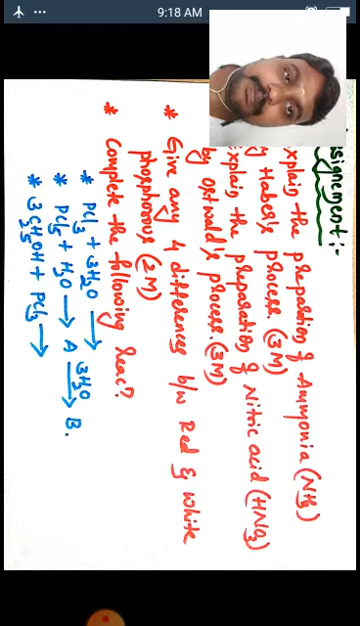 9:18 AM
ssignement:-
xplain the preparation of Ammonia (NH3)
y Haber's process. (3M)
xplain the preparation of Nitric acid (HNO3)
by Ostwald's process. (3M)
* Give any 4 differences b/w Red & white
phosphorous (2M)
* Complete the following reac?
* PCl3 + 3H2O →
* PCl5 + H2O → A 3H2O→ B.
* 3C2H5OH + PCl3 →